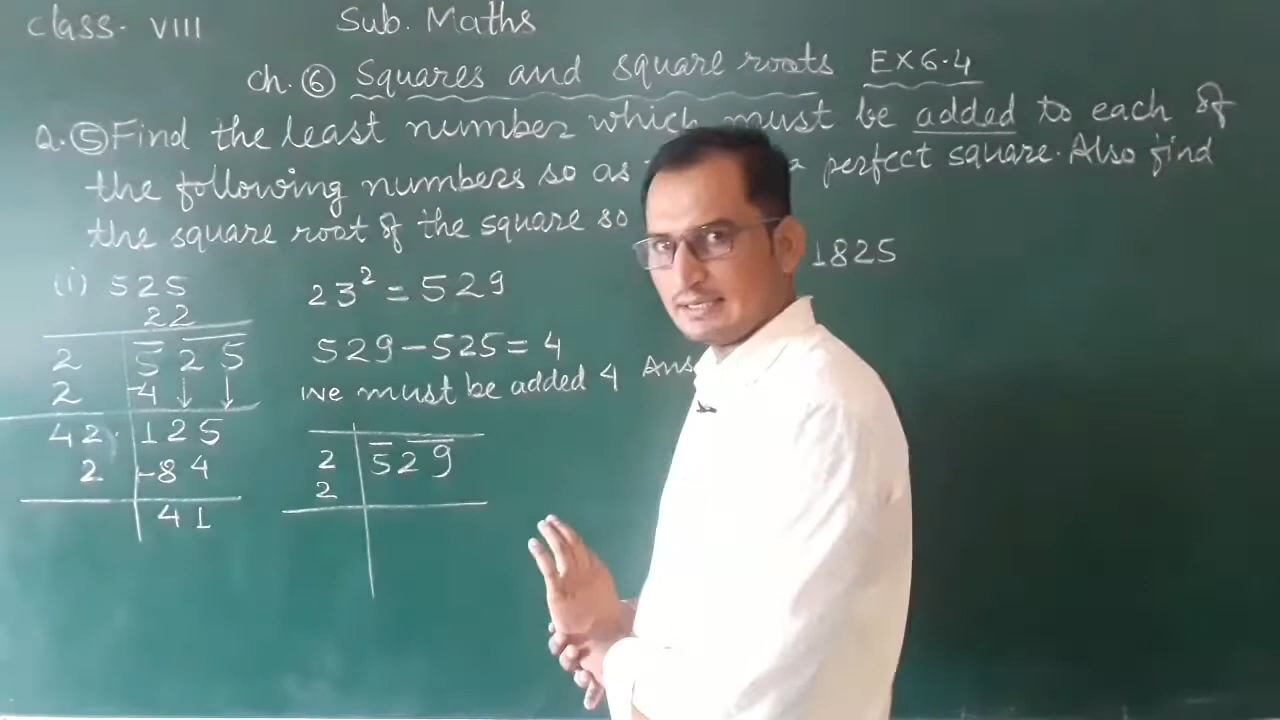 Class. VIII Sub. Maths
Ch. ⑥ Squares and square roots EX 6.4
Q. ⑤ Find the least number which must be added to each of
the following numbers so as perfect square. Also find
the square root of the square so
(i) 525 23² = 529 1825
22
2 525 529 - 525 = 4
2 -4 ↓ ↓ We must be added 4 Ans
42 125
2 529
2 -84
2
41